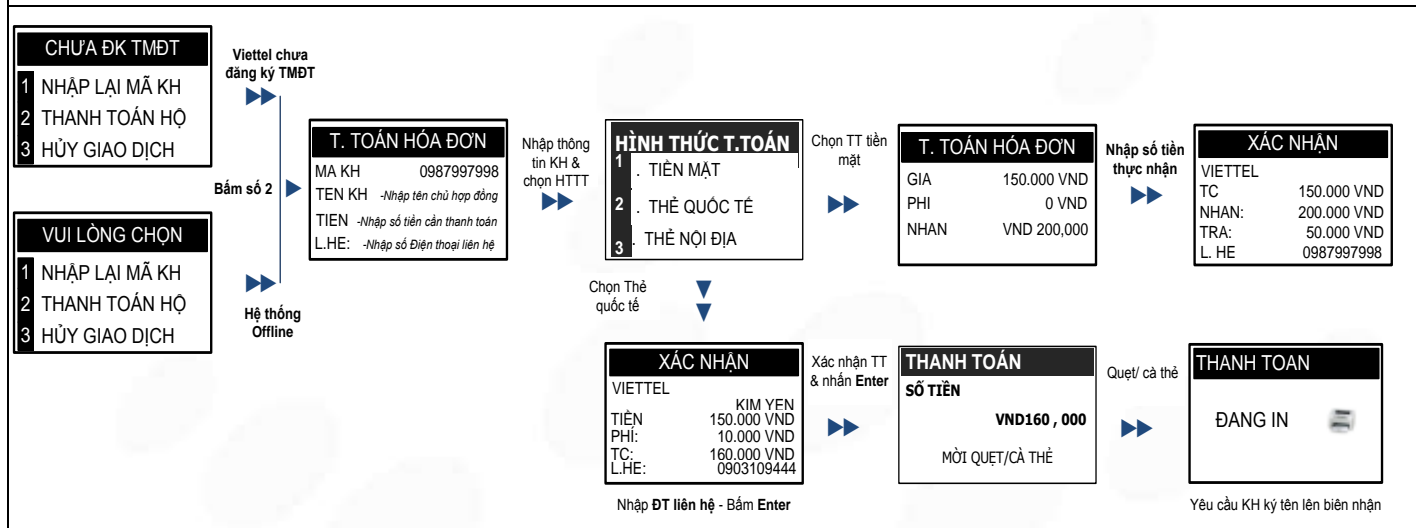 CHƯA ĐK TMĐT
1 NHẬP LẠI MÃ KH
2 THANH TOÁN HỘ
3 HỦY GIAO DỊCH
Viettel chưa
đăng ký TMĐT
VUI LÒNG CHỌN
1 NHẬP LẠI MÃ KH
2 THANH TOÁN HỘ
3 HỦY GIAO DỊCH
Hệ thống
Offline
Bấm số 2
T. TOÁN HÓA ĐƠN
MA KH 0987997998
TEN KH -Nhập tên chủ hợp đồng
TIEN -Nhập số tiền cần thanh toán
L.HE: -Nhập số Điện thoại liên hệ
Nhập thông
tin KH &
chọn HTTT
HÌNH THỨC T.TOÁN
1 . TIỀN MẶT
2 . THẺ QUỐC TẾ
3 . THẺ NỘI ĐỊA
Chọn TT tiền
mặt
T. TOÁN HÓA ĐƠN
GIA 150.000 VND
PHI 0 VND
NHAN VND 200,000
Nhập số tiền
thực nhận
XÁC NHẬN
VIETTEL
TC 150.000 VND
NHAN: 200.000 VND
TRA: 50.000 VND
L. HE 0987997998
Chọn Thẻ
quốc tế
XÁC NHẬN
VIETTEL
KIM YEN
TIỀN 150.000 VND
PHÍ: 10.000 VND
TC: 160.000 VND
L.HE: 0903109444
Nhập ĐT liên hệ - Bấm Enter
Xác nhận TT
& nhấn Enter
THANH TOÁN
SỐ TIỀN
VND160 , 000
MỜI QUẸT/CÀ THẺ
Quẹt/ cà thẻ
THANH TOAN
ĐANG IN
Yêu cầu KH ký tên lên biên nhận